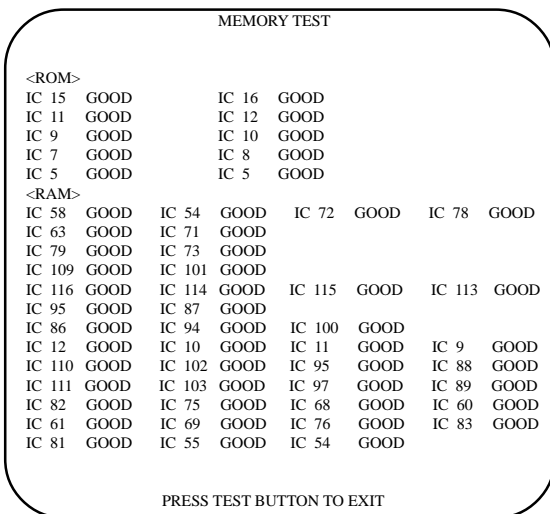 MEMORY TEST
<ROM>
IC 15 GOOD IC 16 GOOD
IC 11 GOOD IC 12 GOOD
IC 9 GOOD IC 10 GOOD
IC 7 GOOD IC 8 GOOD
IC 5 GOOD IC 5 GOOD
<RAM>
IC 58 GOOD IC 54 GOOD IC 72 GOOD IC 78 GOOD
IC 63 GOOD IC 71 GOOD
IC 79 GOOD IC 73 GOOD
IC 109 GOOD IC 101 GOOD
IC 116 GOOD IC 114 GOOD IC 115 GOOD IC 113 GOOD
IC 95 GOOD IC 87 GOOD
IC 86 GOOD IC 94 GOOD IC 100 GOOD
IC 12 GOOD IC 10 GOOD IC 11 GOOD IC 9 GOOD
IC 110 GOOD IC 102 GOOD IC 95 GOOD IC 88 GOOD
IC 111 GOOD IC 103 GOOD IC 97 GOOD IC 89 GOOD
IC 82 GOOD IC 75 GOOD IC 68 GOOD IC 60 GOOD
IC 61 GOOD IC 69 GOOD IC 76 GOOD IC 83 GOOD
IC 81 GOOD IC 55 GOOD IC 54 GOOD
PRESS TEST BUTTON TO EXIT